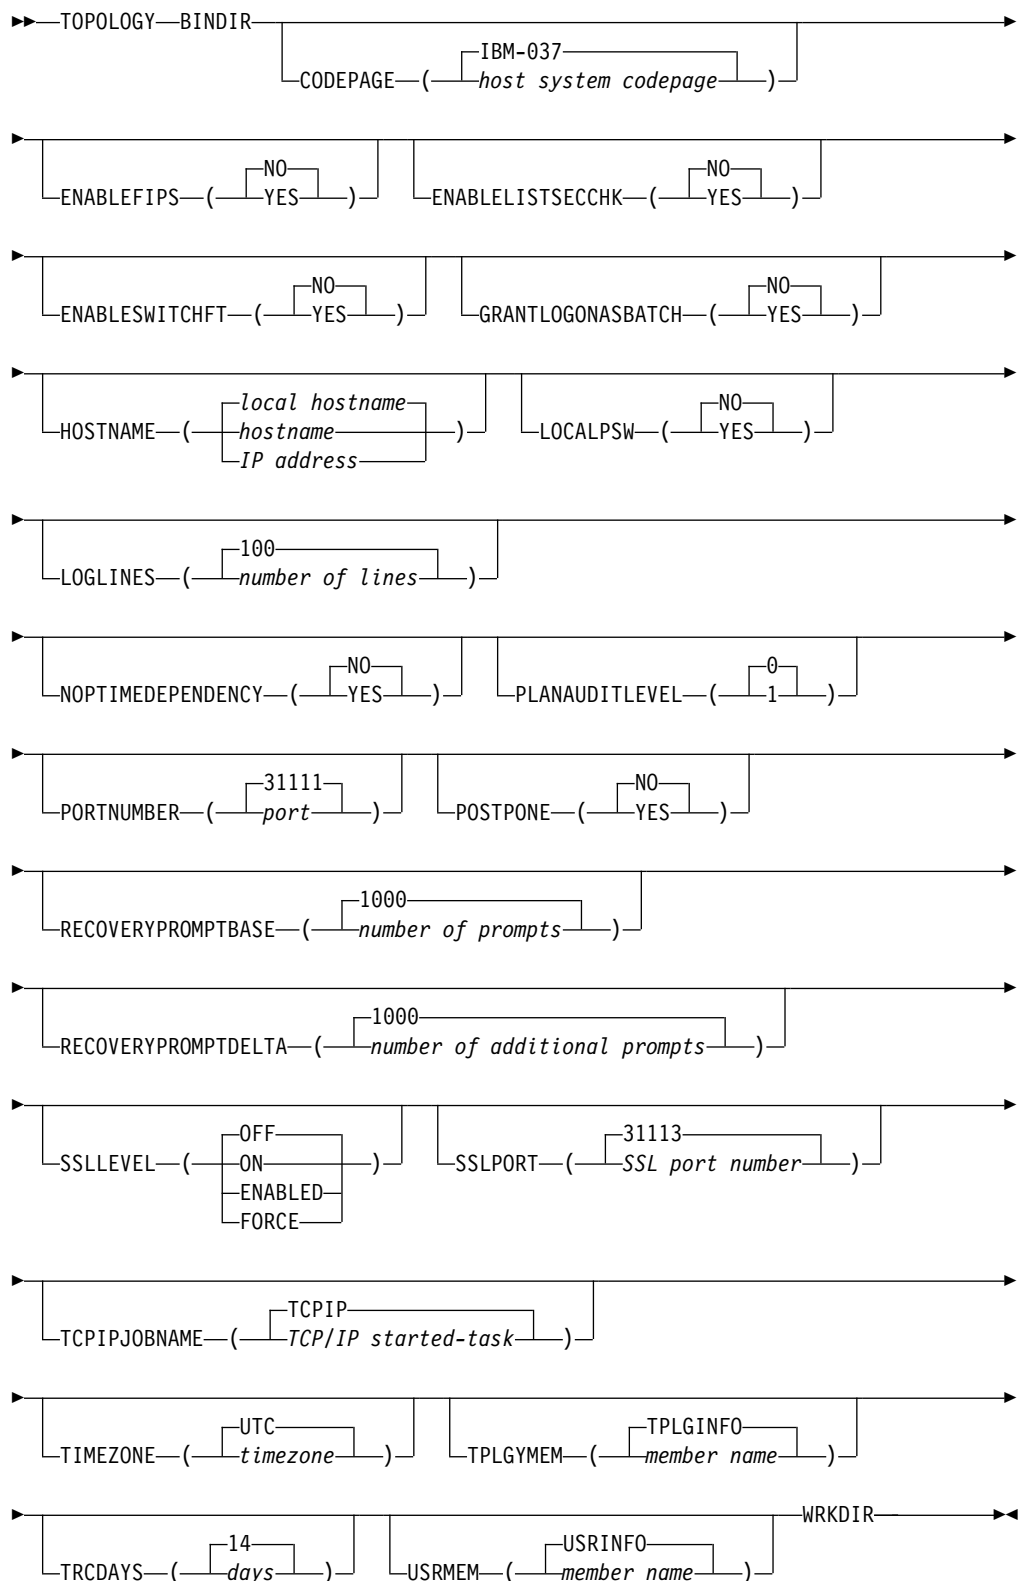 TOPOLOGY BINDIR
IBM-037
CODEPAGE ( host system codepage )
NO NO
ENABLEFIPS ( YES ) ENABLELISTSECCHK ( YES )
NO NO
ENABLESWITCHFT ( YES ) GRANTLOGONASBATCH ( YES )
local hostname NO
HOSTNAME ( hostname ) LOCALPSW ( YES )
IP address
100
LOGLINES ( number of lines )
NO 0
NOPTIMEDEPENDENCY ( YES ) PLANAUDITLEVEL ( 1 )
31111 NO
PORTNUMBER ( port ) POSTPONE ( YES )
1000
RECOVERYPROMPTBASE ( number of prompts )
1000
RECOVERYPROMPTDELTA ( number of additional prompts )
OFF 31113
SSLLEVEL ( ON ) SSLPORT ( SSL port number )
ENABLED
FORCE
TCPIP
TCPIPJOBNAME ( TCP/IP started-task )
UTC TPLGINFO
TIMEZONE ( timezone ) TPLGYMEM ( member name )
WRKDIR
14 USRINFO
TRCDAYS ( days ) USRMEM ( member name )